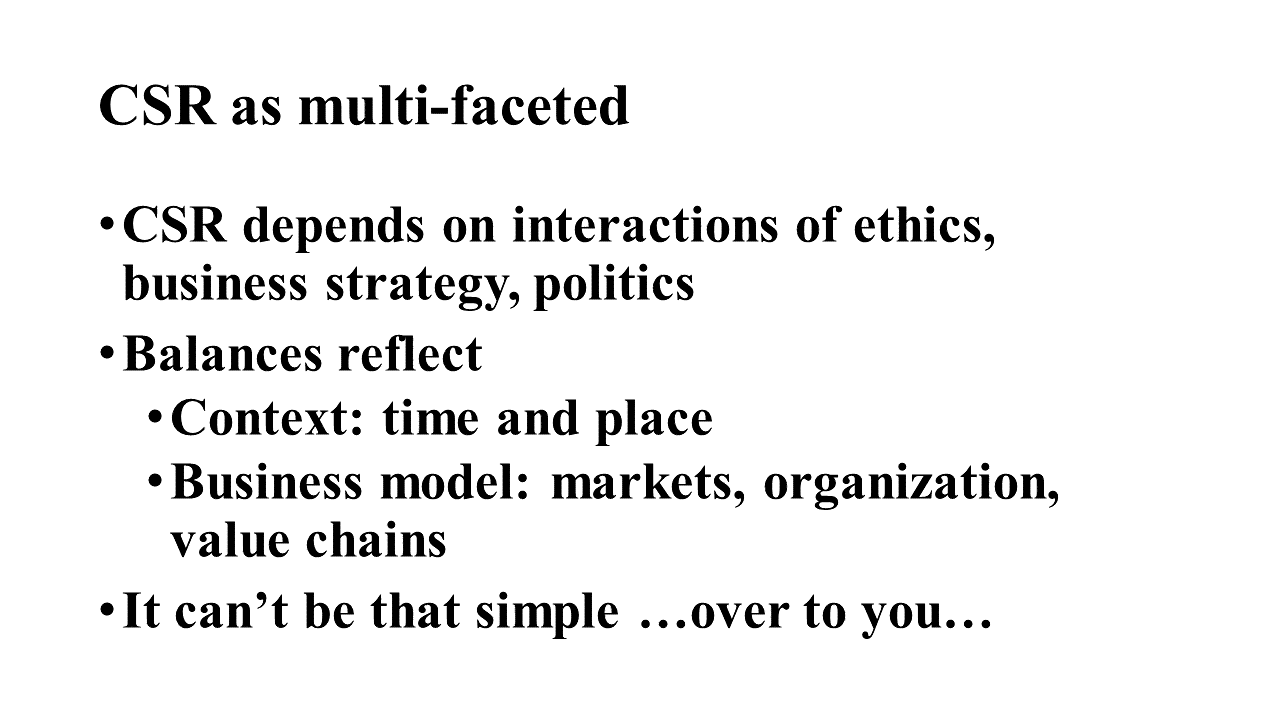 CSR as multi-faceted
• CSR depends on interactions of ethics,
business strategy, politics
• Balances reflect
• Context: time and place
• Business model: markets, organization,
value chains
• It can’t be that simple …over to you…